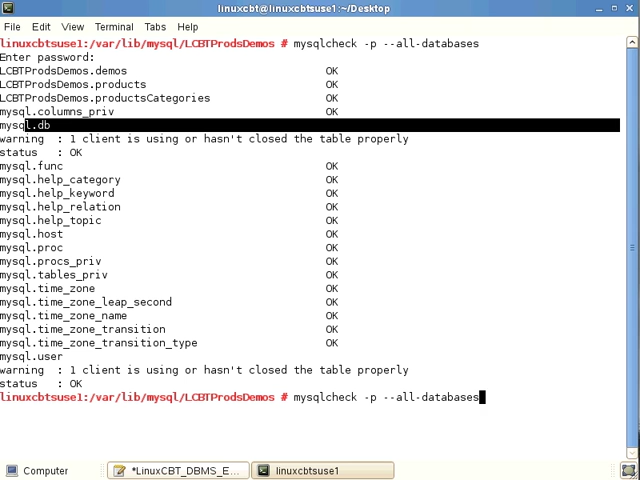 linuxcbt@linuxcbtsuse1:~/Desktop
File Edit View Terminal Tabs Help
linuxcbtsuse1:/var/lib/mysql/LCBTProdsDemos # mysqlcheck -p --all-databases
Enter password:
LCBTProdsDemos.demos OK
LCBTProdsDemos.products OK
LCBTProdsDemos.productsCategories OK
mysql.columns_priv OK
mysql.db
warning : 1 client is using or hasn't closed the table properly
status : OK
mysql.func OK
mysql.help_category OK
mysql.help_keyword OK
mysql.help_relation OK
mysql.help_topic OK
mysql.host OK
mysql.proc OK
mysql.procs_priv OK
mysql.tables_priv OK
mysql.time_zone OK
mysql.time_zone_leap_second OK
mysql.time_zone_name OK
mysql.time_zone_transition OK
mysql.time_zone_transition_type OK
mysql.user
warning : 1 client is using or hasn't closed the table properly
status : OK
linuxcbtsuse1:/var/lib/mysql/LCBTProdsDemos # mysqlcheck -p --all-databases
Computer *LinuxCBT_DBMS_E... linuxcbtsuse1